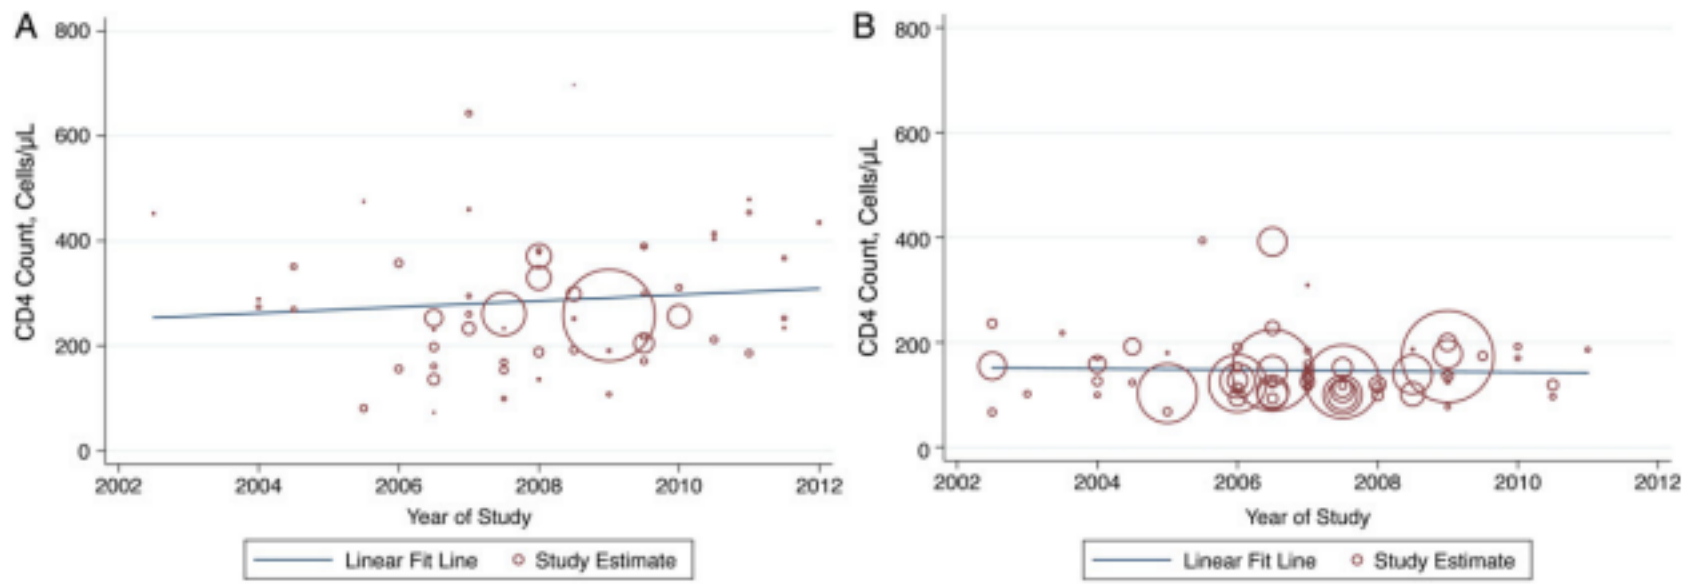 A
B
800
600
400
200
0
CD4 Count, Cells/µL
2002 2004 2006 2008 2010 2012
Year of Study
Linear Fit Line Study Estimate
800
600
400
200
0
CD4 Count, Cells/µL
2002 2004 2006 2008 2010 2012
Year of Study
Linear Fit Line Study Estimate